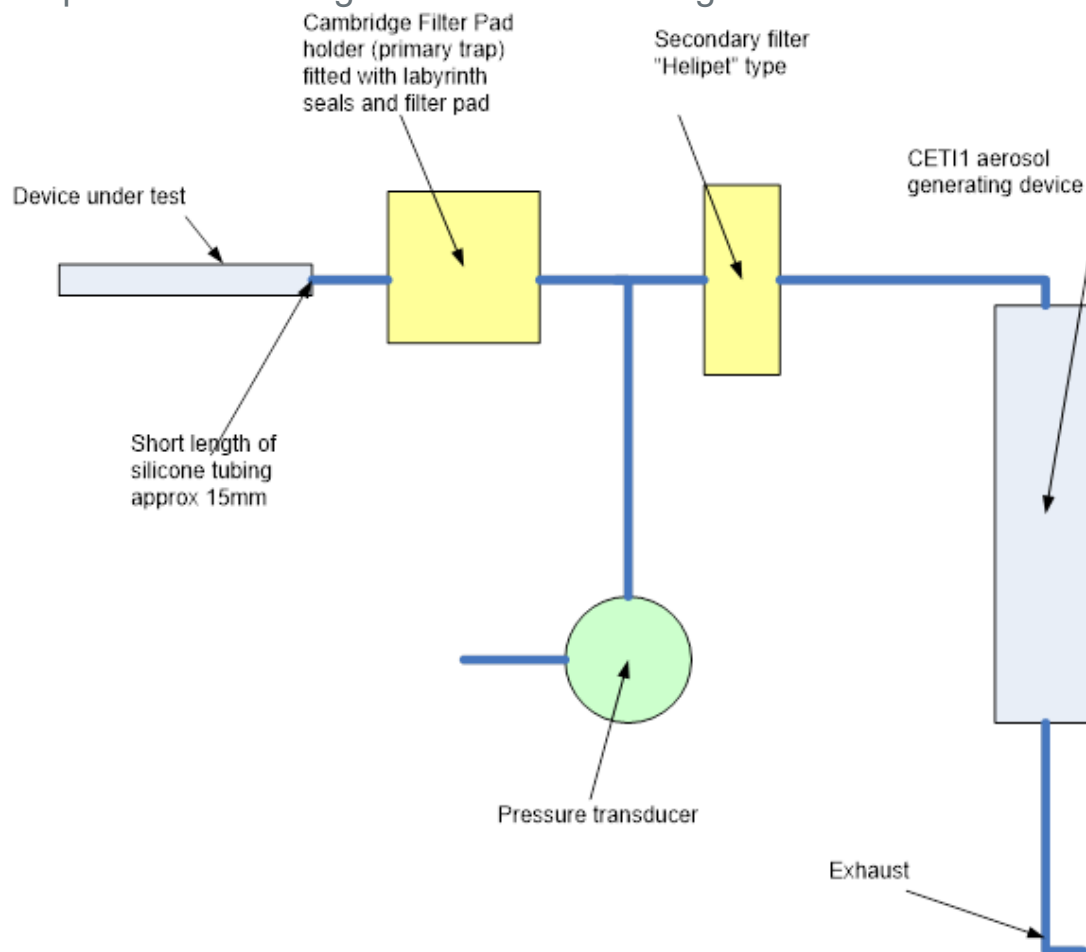 Cambridge Filter Pad
holder (primary trap)
fitted with labyrinth
seals and filter pad
Secondary filter
"Helipet" type
CETI1 aerosol
generating device
Device under test
Short length of
silicone tubing
approx 15mm
Pressure transducer
Exhaust